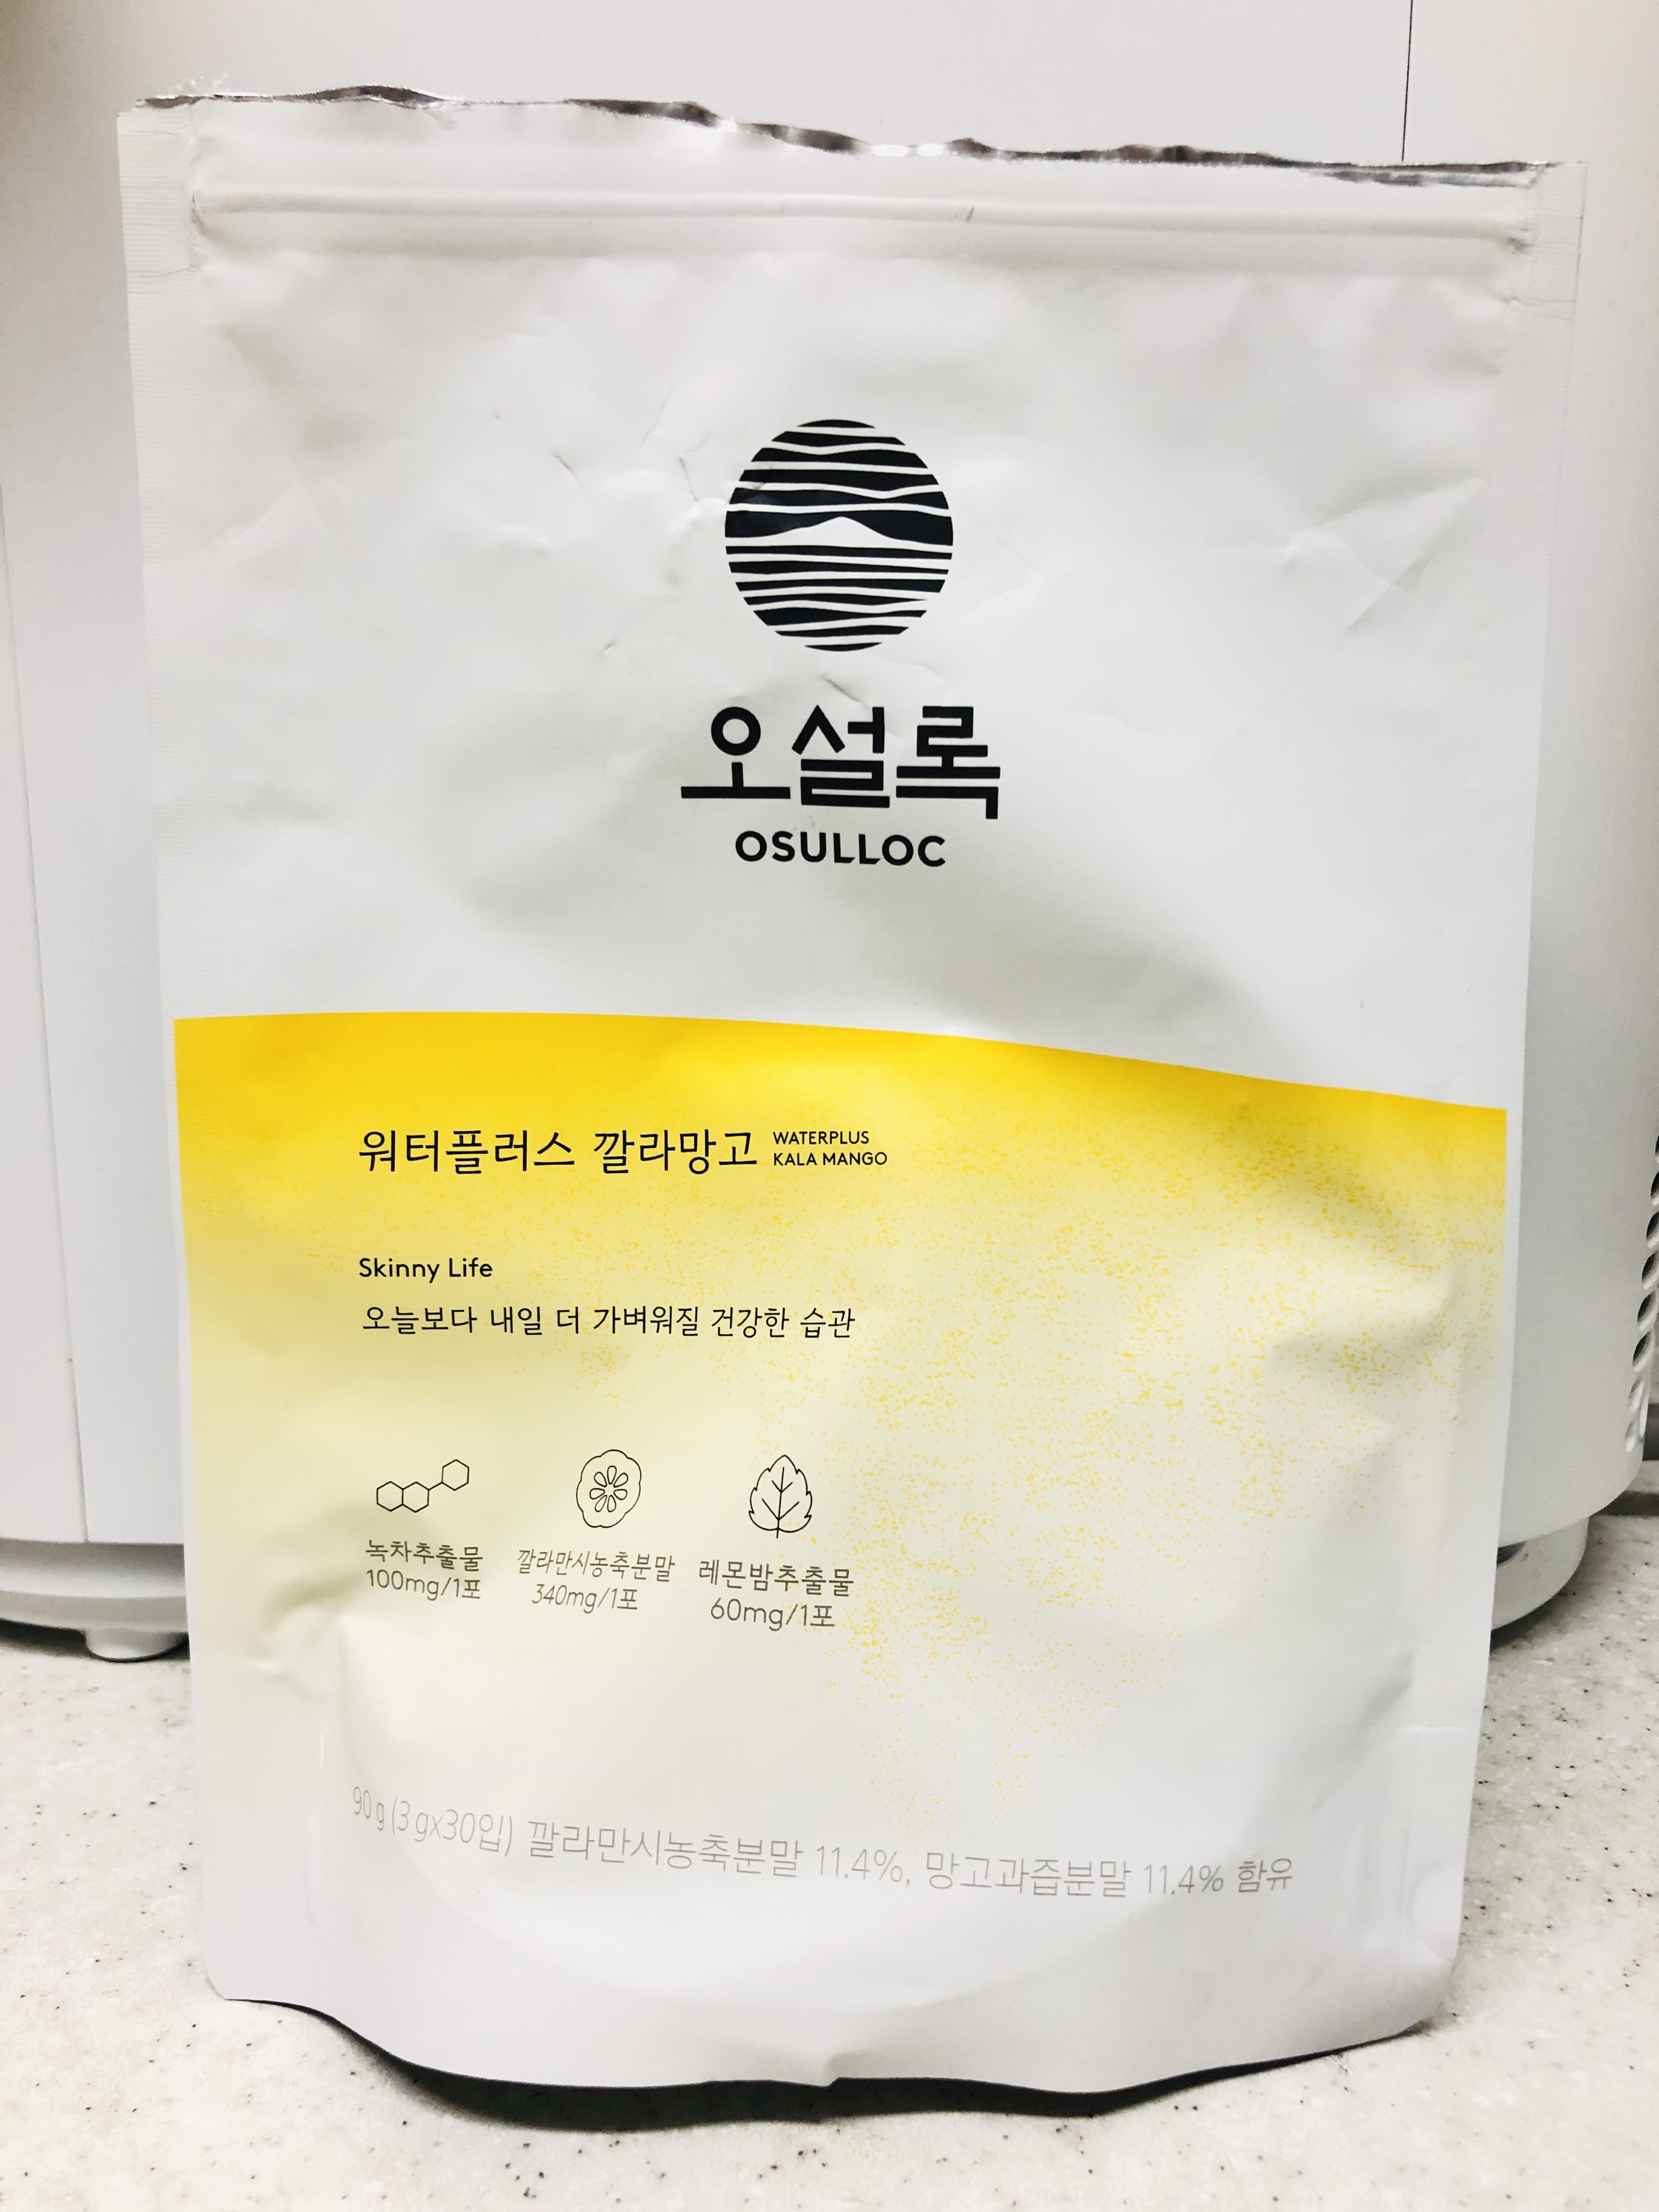 오설록
OSULLOC
워터플러스 깔라망고
WATERPLUS
KALA MANGO
Skinny Life
오늘보다 내일 더 가벼워질 건강한 습관
녹차추출물
100mg/1포
깔라만시농축분말
340mg/1포
레몬밤추출물
60mg/1포
90g (3gx30입) 깔라만시농축분말 11.4%, 망고과즙분말 11.4% 함유